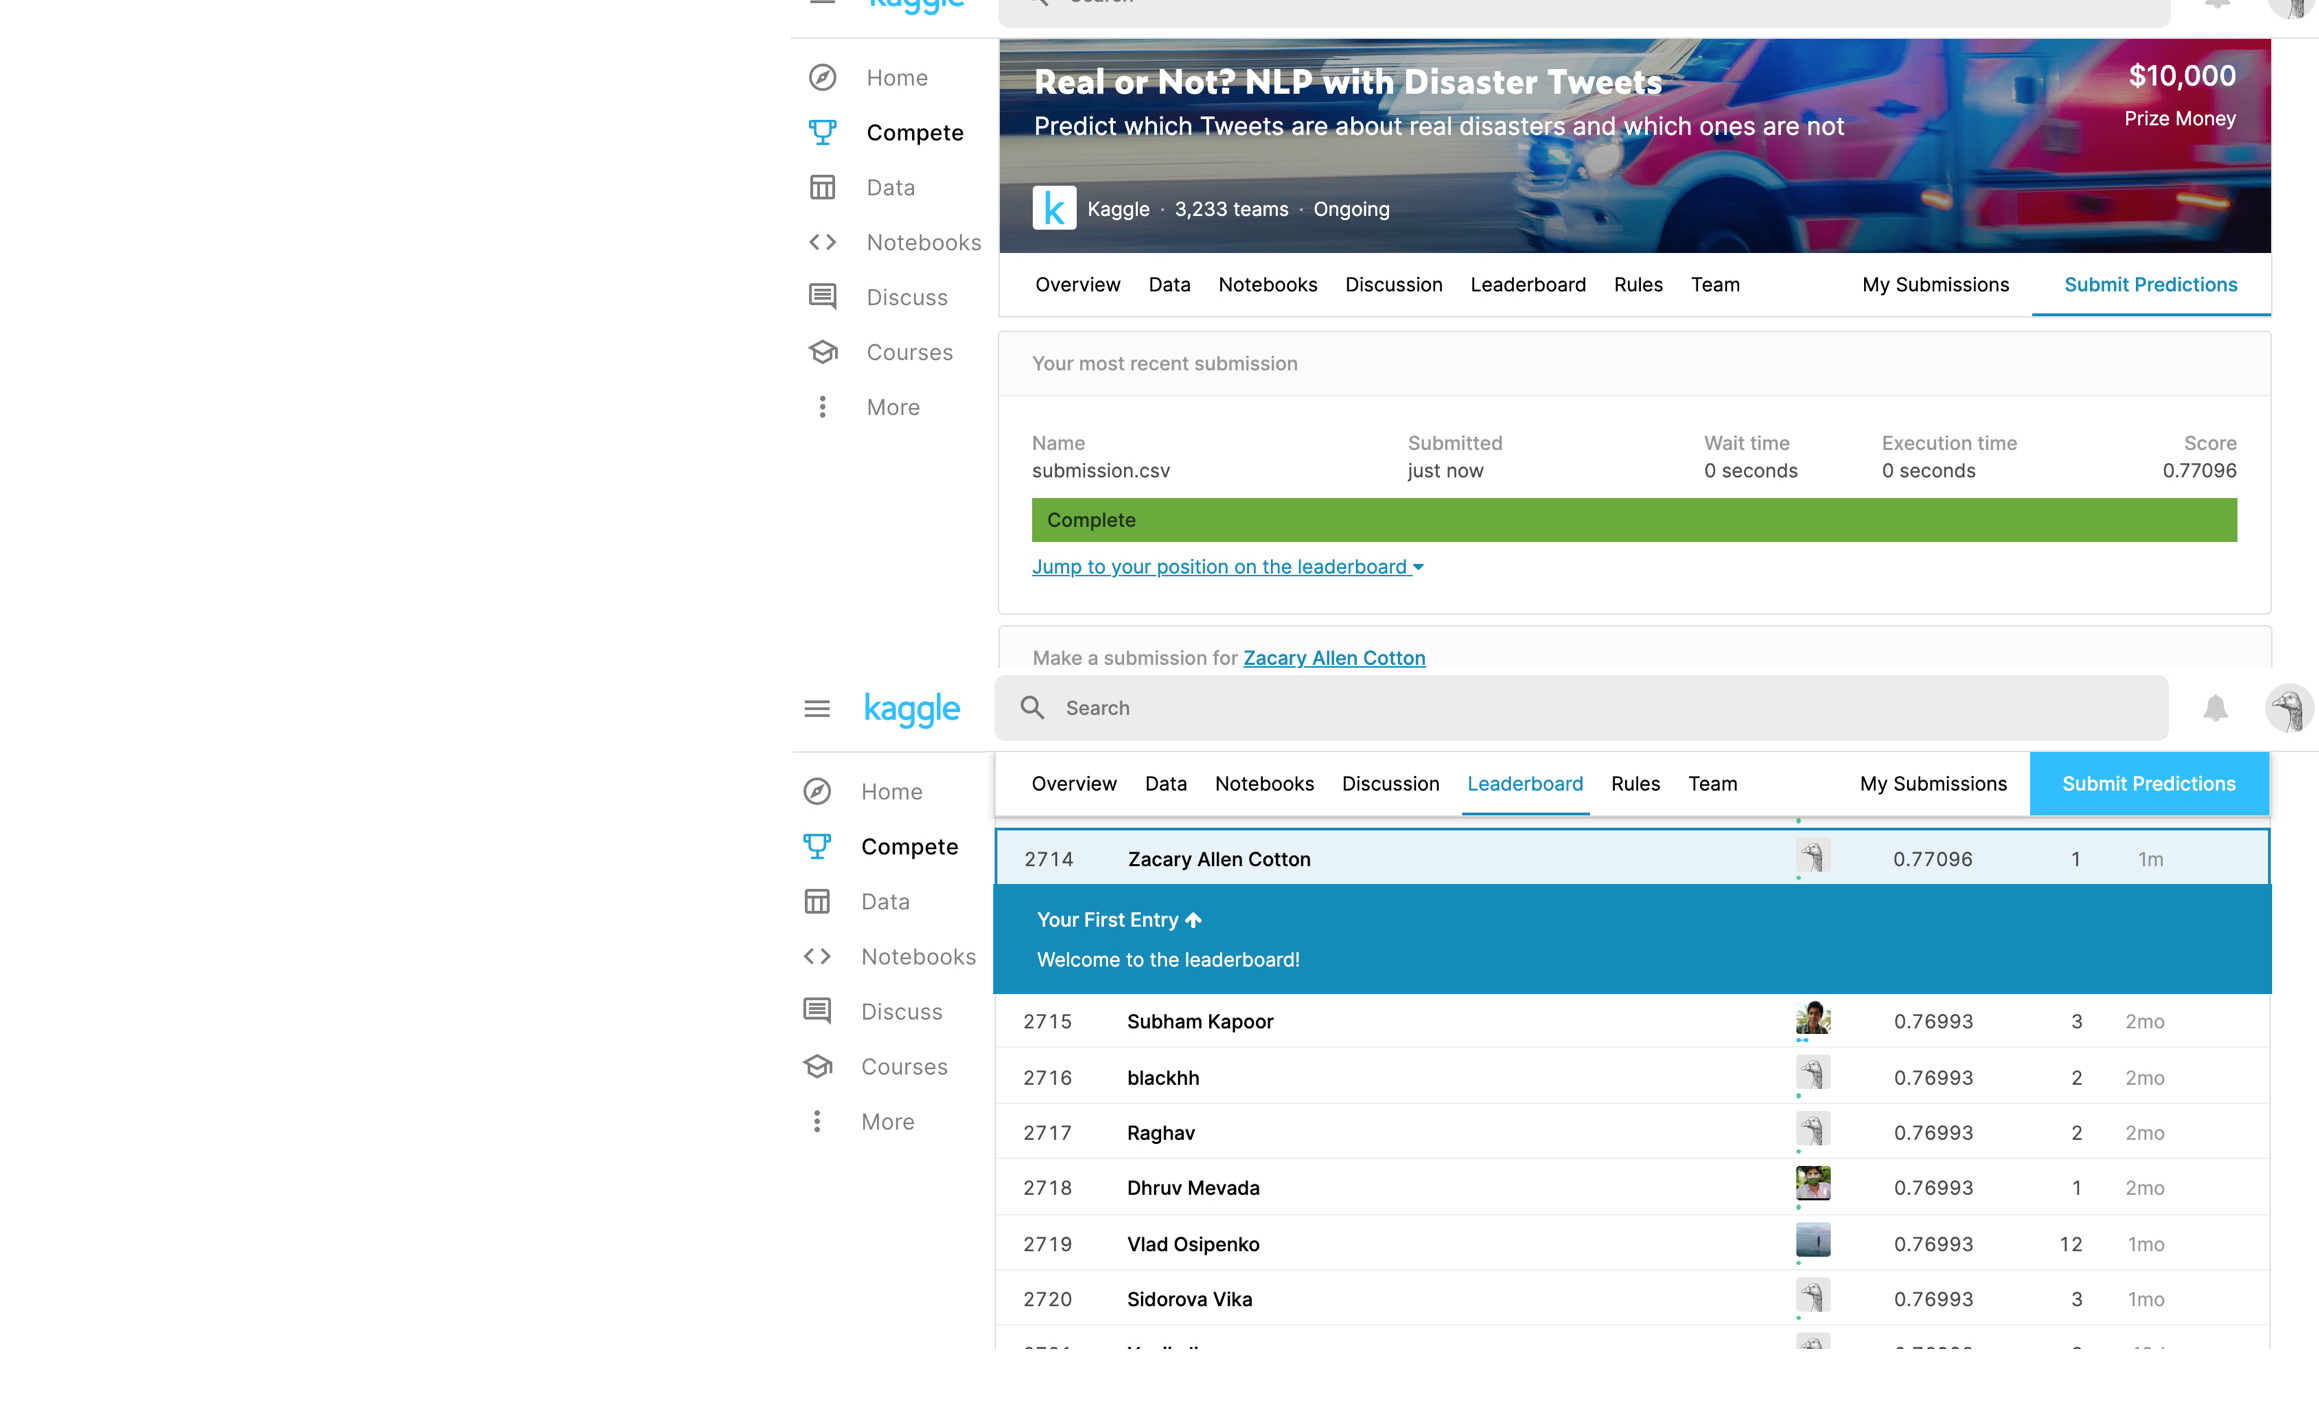 kaggle
Search
Home
Compete
Data
Notebooks
Discuss
Courses
More
Real or Not? NLP with Disaster Tweets
Predict which Tweets are about real disasters and which ones are not
$10,000
Prize Money
k Kaggle · 3,233 teams · Ongoing
Overview Data Notebooks Discussion Leaderboard Rules Team My Submissions Submit Predictions
Your most recent submission
Name Submitted Wait time Execution time Score
submission.csv just now 0 seconds 0 seconds 0.77096
Complete
Jump to your position on the leaderboard
Make a submission for Zacary Allen Cotton
kaggle
Search
Home
Compete
Data
Notebooks
Discuss
Courses
More
Overview Data Notebooks Discussion Leaderboard Rules Team My Submissions Submit Predictions
2714 Zacary Allen Cotton 0.77096 1 1m
Your First Entry
Welcome to the leaderboard!
2715 Subham Kapoor 0.76993 3 2mo
2716 blackhh 0.76993 2 2mo
2717 Raghav 0.76993 2 2mo
2718 Dhruv Mevada 0.76993 1 2mo
2719 Vlad Osipenko 0.76993 12 1mo
2720 Sidorova Vika 0.76993 3 1mo